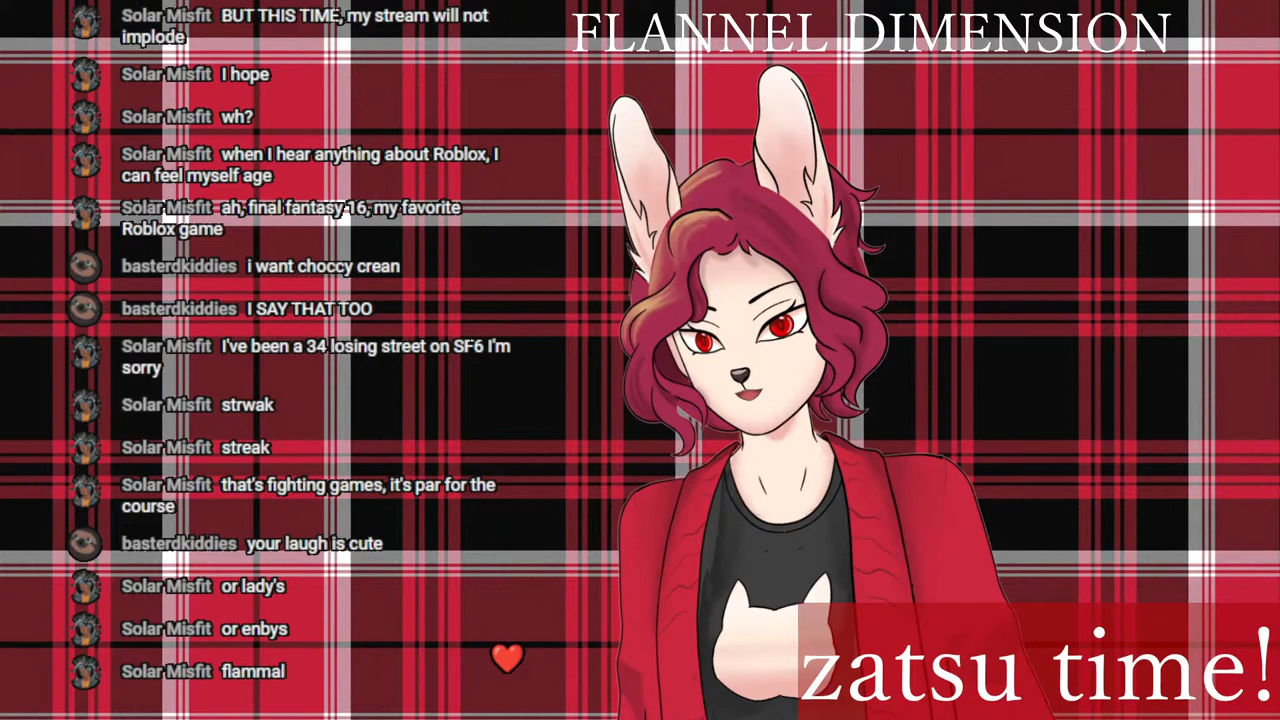 Solar Misfit BUT THIS TIME, my stream will not
implode
Solar Misfit I hope
Solar Misfit wh?
Solar Misfit when I hear anything about Roblox, I
can feel myself age
Solar Misfit ah, final fantasy 16, my favorite
Roblox game
basterdkiddies i want choccy crean
basterdkiddies I SAY THAT TOO
Solar Misfit I've been a 34 losing street on SF6 I'm
sorry
Solar Misfit strwak
Solar Misfit streak
Solar Misfit that's fighting games, it's par for the
course
basterdkiddies your laugh is cute
Solar Misfit or lady's
Solar Misfit or enbys
Solar Misfit flammal
FLANNEL DIMENSION
zatsu time!